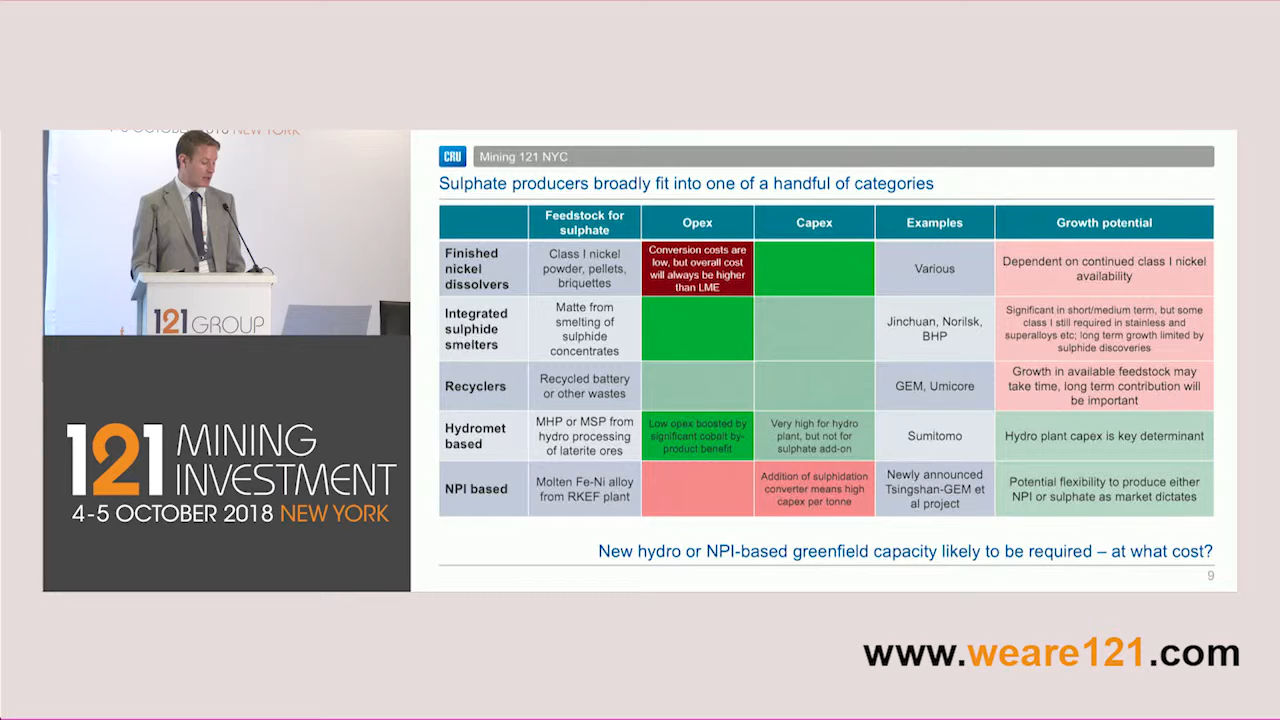 4-5 OCTOBER 2018 NEW YORK
121 GROUP
121 MINING
INVESTMENT
4-5 OCTOBER 2018 NEW YORK
CRU
Mining 121 NYC
Sulphate producers broadly fit into one of a handful of categories
Feedstock for
sulphate
Opex
Capex
Examples
Growth potential
Finished
nickel
dissolvers
Class I nickel
powder, pellets,
briquettes
Conversion costs are
low, but overall cost
will always be higher
than LME
Various
Dependent on continued class I nickel
availability
Integrated
sulphide
smelters
Matte from
smelting of
sulphide
concentrates
Jinchuan, Norilsk,
BHP
Significant in short/medium term, but some
class I still required in stainless and
superalloys etc; long term growth limited by
sulphide discoveries
Recyclers
Recycled battery
or other wastes
GEM, Umicore
Growth in available feedstock may
take time, long term contribution will
be important
Hydromet
based
MHP or MSP from
hydro processing
of laterite ores
Low opex boosted by
significant cobalt by-
product benefit
Very high for hydro
plant, but not for
sulphate add-on
Sumitomo
Hydro plant capex is key determinant
NPI based
Molten Fe-Ni alloy
from RKEF plant
Addition of sulphidation
converter means high
capex per tonne
Newly announced
Tsingshan-GEM et
al project
Potential flexibility to produce either
NPI or sulphate as market dictates
New hydro or NPI-based greenfield capacity likely to be required – at what cost?
9
www.weare121.com